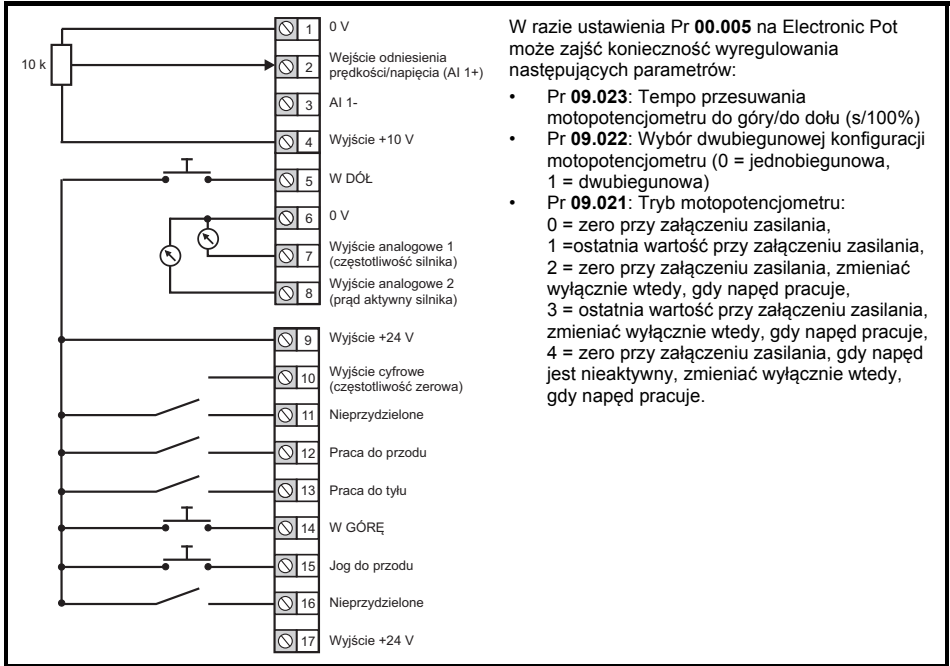 10 k
1 0 V
2 Wejście odniesienia
prędkości/napięcia (AI 1+)
3 AI 1-
4 Wyjście +10 V
5 W DÓŁ
6 0 V
7 Wyjście analogowe 1
(częstotliwość silnika)
8 Wyjście analogowe 2
(prąd aktywny silnika)
9 Wyjście +24 V
10 Wyjście cyfrowe
(częstotliwość zerowa)
11 Nieprzydzielone
12 Praca do przodu
13 Praca do tyłu
14 W GÓRĘ
15 Jog do przodu
16 Nieprzydzielone
17 Wyjście +24 V
W razie ustawienia Pr 00.005 na Electronic Pot
może zajść konieczność wyregulowania
następujących parametrów:
• Pr 09.023: Tempo przesuwania
motopotencjometru do góry/do dołu (s/100%)
• Pr 09.022: Wybór dwubiegunowej konfiguracji
motopotencjometru (0 = jednobiegunowa,
1 = dwubiegunowa)
• Pr 09.021: Tryb motopotencjometru:
0 = zero przy załączeniu zasilania,
1 =ostatnia wartość przy załączeniu zasilania,
2 = zero przy załączeniu zasilania, zmieniać
wyłącznie wtedy, gdy napęd pracuje,
3 = ostatnia wartość przy załączeniu zasilania,
zmieniać wyłącznie wtedy, gdy napęd pracuje,
4 = zero przy załączeniu zasilania, gdy napęd
jest nieaktywny, zmieniać wyłącznie wtedy,
gdy napęd pracuje.